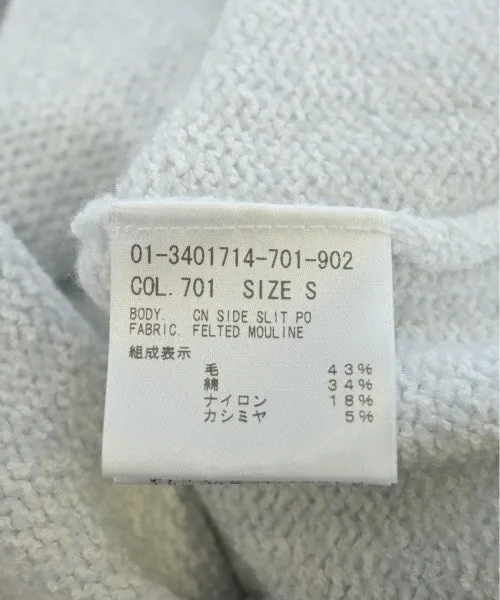 01-3401714-701-902
COL. 701 SIZE S
BODY. CN SIDE SLIT PO
FABRIC. FELTED MOULINE
組成表示
毛 43%
綿 34%
ナイロン 18%
カシミヤ 5%